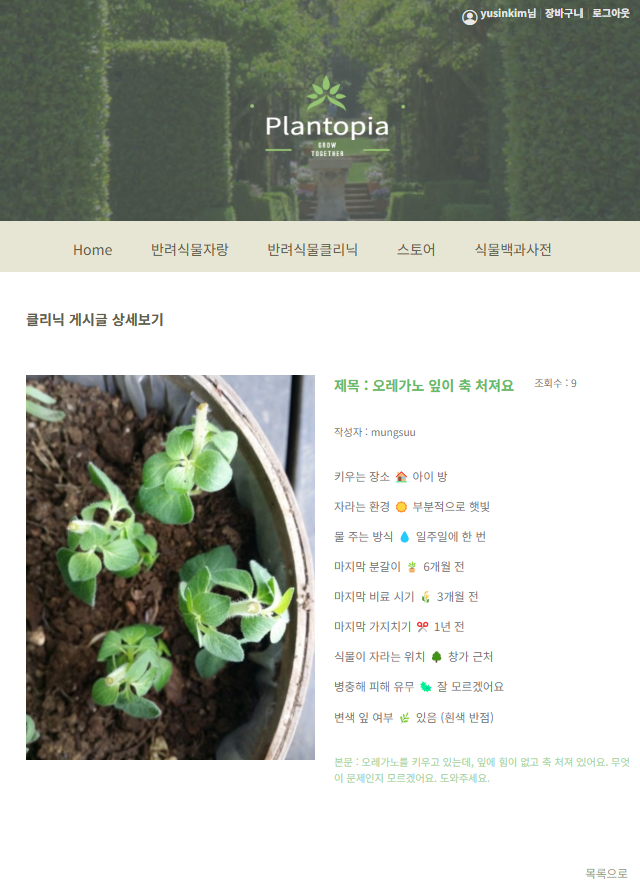 yusinkim님 장바구니 로그아웃
Plantopia
GROW
TOGETHER
Home 반려식물자랑 반려식물클리닉 스토어 식물백과사전
클리닉 게시글 상세보기
제목 : 오레가노 잎이 축 처져요 조회수 : 9
작성자 : mungsuu
키우는 장소 🏠 아이 방
자라는 환경 🌞 부분적으로 햇빛
물 주는 방식 💧 일주일에 한 번
마지막 분갈이 🪴 6개월 전
마지막 비료 시기 🌾 3개월 전
마지막 가지치기 ✂️ 1년 전
식물이 자라는 위치 🌳 창가 근처
병충해 피해 유무 🦠 잘 모르겠어요
변색 잎 여부 🌿 있음 (흰색 반점)
본문 : 오레가노를 키우고 있는데, 잎에 힘이 없고 축 처져 있어요. 무엇
이 문제인지 모르겠어요. 도와주세요.
목록으로